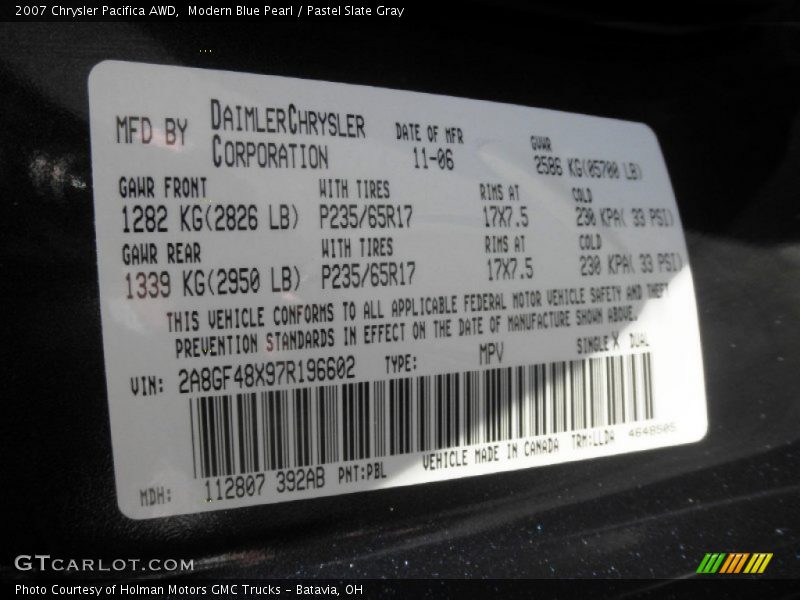 2007 Chrysler Pacifica AWD,  Modern Blue Pearl / Pastel Slate Gray
MFD BY DAIMLERCHRYSLER CORPORATION DATE OF MFR 11-06 GVWR 2586 KG(05700 LB)
GAWR FRONT WITH TIRES RIMS AT COLD
1282 KG(2826 LB) P235/65R17 17X7.5 230 KPA( 33 PSI)
GAWR REAR WITH TIRES RIMS AT COLD
1339 KG(2950 LB) P235/65R17 17X7.5 230 KPA( 33 PSI)
THIS VEHICLE CONFORMS TO ALL APPLICABLE FEDERAL MOTOR VEHICLE SAFETY AND THEFT
PREVENTION STANDARDS IN EFFECT ON THE DATE OF MANUFACTURE SHOWN ABOVE.
VIN: 2A8GF48X97R196602 TYPE: MPV SINGLE X DUAL
MDH: 112807 392AB PNT:PBL VEHICLE MADE IN CANADA TRM:LLDA 4648505
GTCARLOT.COM
Photo Courtesy of Holman Motors GMC Trucks - Batavia, OH